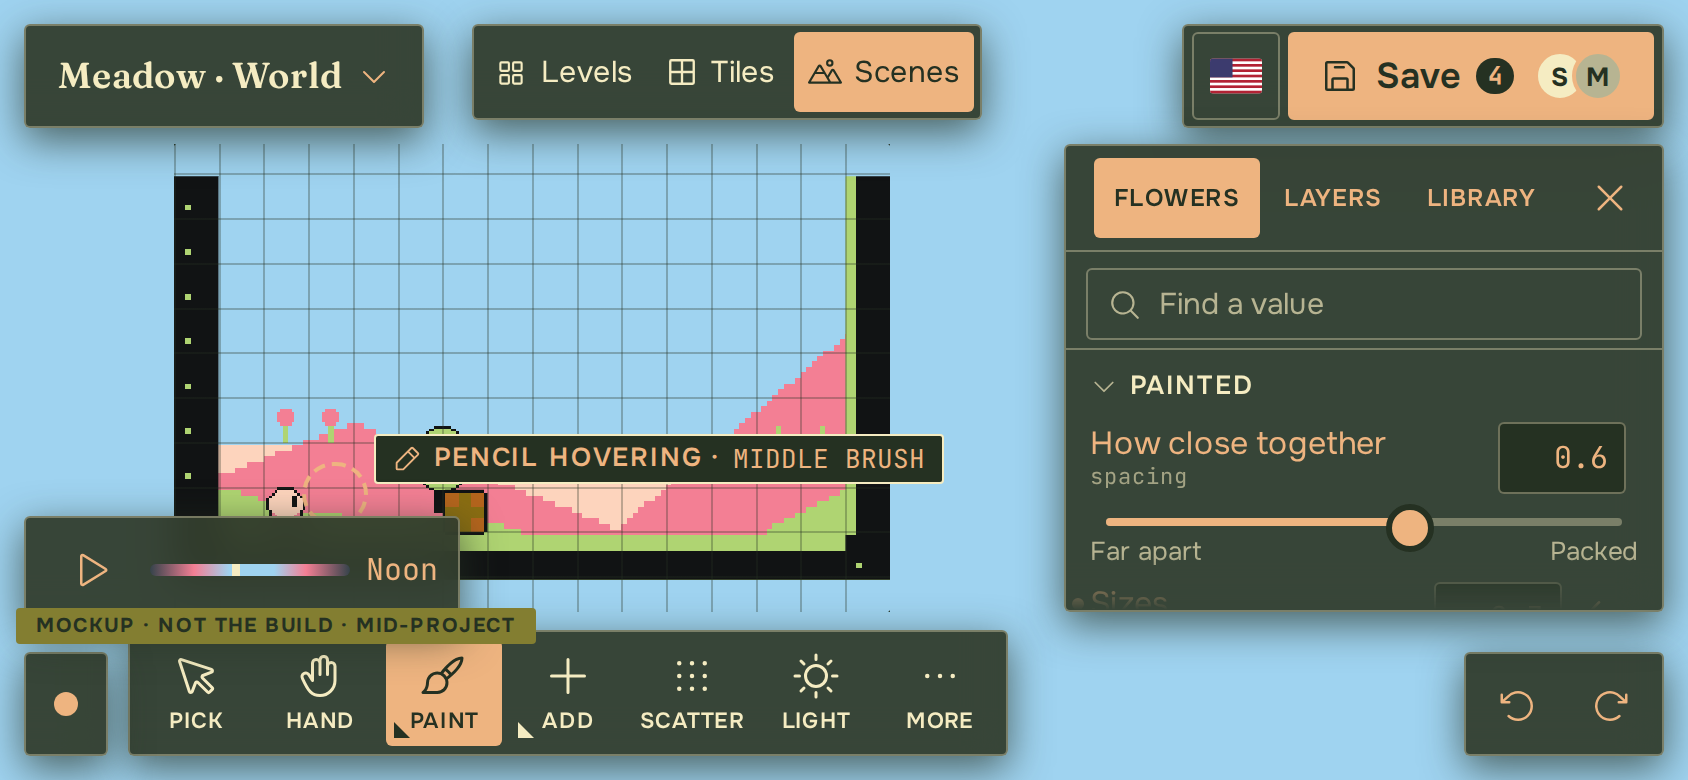 Meadow · World
Levels
Tiles
Scenes
Save 4 S M
FLOWERS
LAYERS
LIBRARY
Find a value
PAINTED
How close together
spacing
0.6
Far apart
Packed
Sizes
PENCIL HOVERING · MIDDLE BRUSH
Noon
MOCKUP · NOT THE BUILD · MID-PROJECT
PICK
HAND
PAINT
ADD
SCATTER
LIGHT
MORE